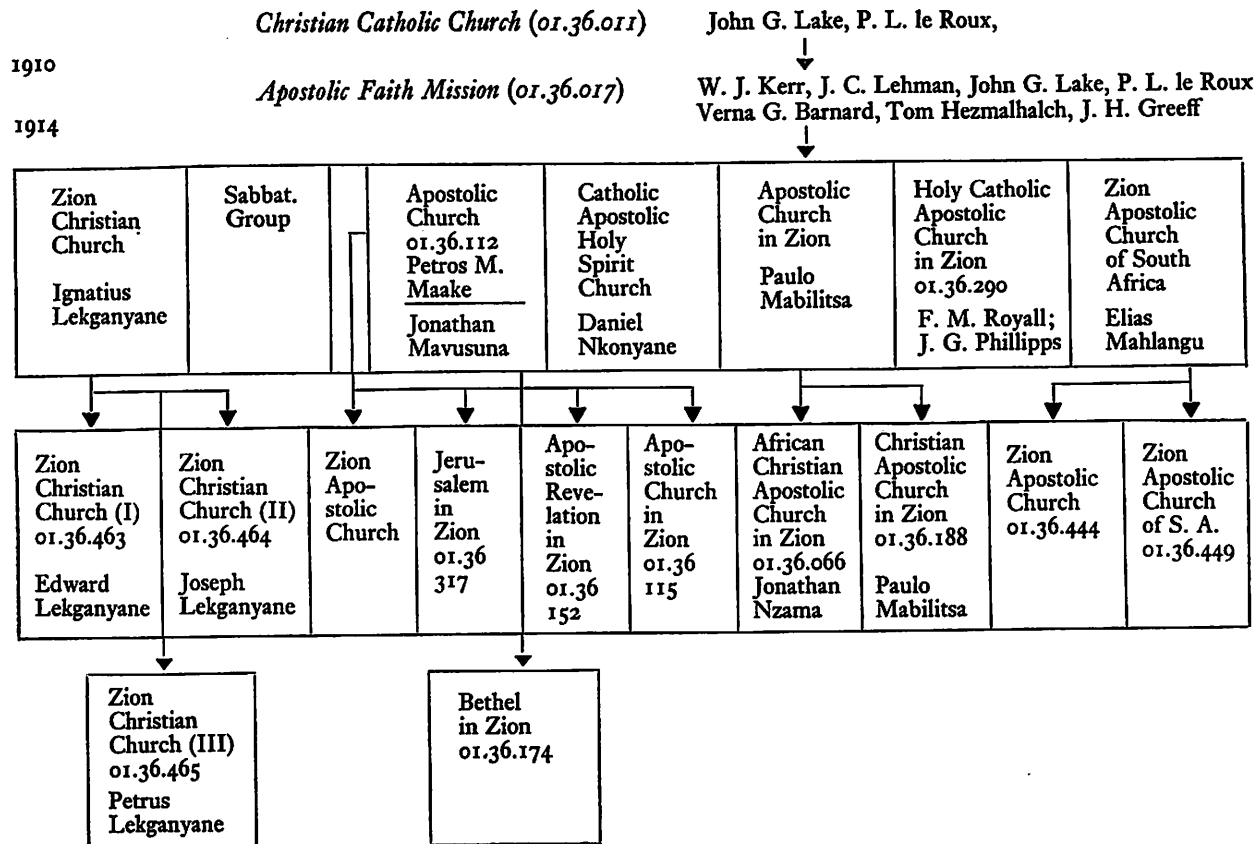 Christian Catholic Church (01.36.011)
John G. Lake, P. L. le Roux,
1910
Apostolic Faith Mission (01.36.017)
W. J. Kerr, J. C. Lehman, John G. Lake, P. L. le Roux
Verna G. Barnard, Tom Hezmalhalch, J. H. Greeff
1914
Zion
Christian
Church
Ignatius
Lekganyane
Sabbat.
Group
Apostolic
Church
01.36.112
Petros M.
Maake
Jonathan
Mavusuna
Catholic
Apostolic
Holy
Spirit
Church
Daniel
Nkonyane
Apostolic
Church
in Zion
Paulo
Mabilitsa
Holy Catholic
Apostolic
Church
in Zion
01.36.290
F. M. Royall;
J. G. Phillipps
Zion
Apostolic
Church
of South
Africa
Elias
Mahlangu
Zion
Christian
Church (I)
01.36.463
Edward
Lekganyane
Zion
Christian
Church (II)
01.36.464
Joseph
Lekganyane
Zion
Apo-
stolic
Church
Jeru-
salem
in
Zion
01.36
317
Apo-
stolic
Reve-
lation
in
Zion
01.36
152
Apo-
stolic
Church
in
Zion
01.36
115
African
Christian
Apostolic
Church
in Zion
01.36.066
Jonathan
Nzama
Christian
Apostolic
Church
in Zion
01.36.188
Paulo
Mabilitsa
Zion
Apostolic
Church
01.36.444
Zion
Apostolic
Church
of S. A.
01.36.449
Zion
Christian
Church (III)
01.36.465
Petrus
Lekganyane
Bethel
in Zion
01.36.174